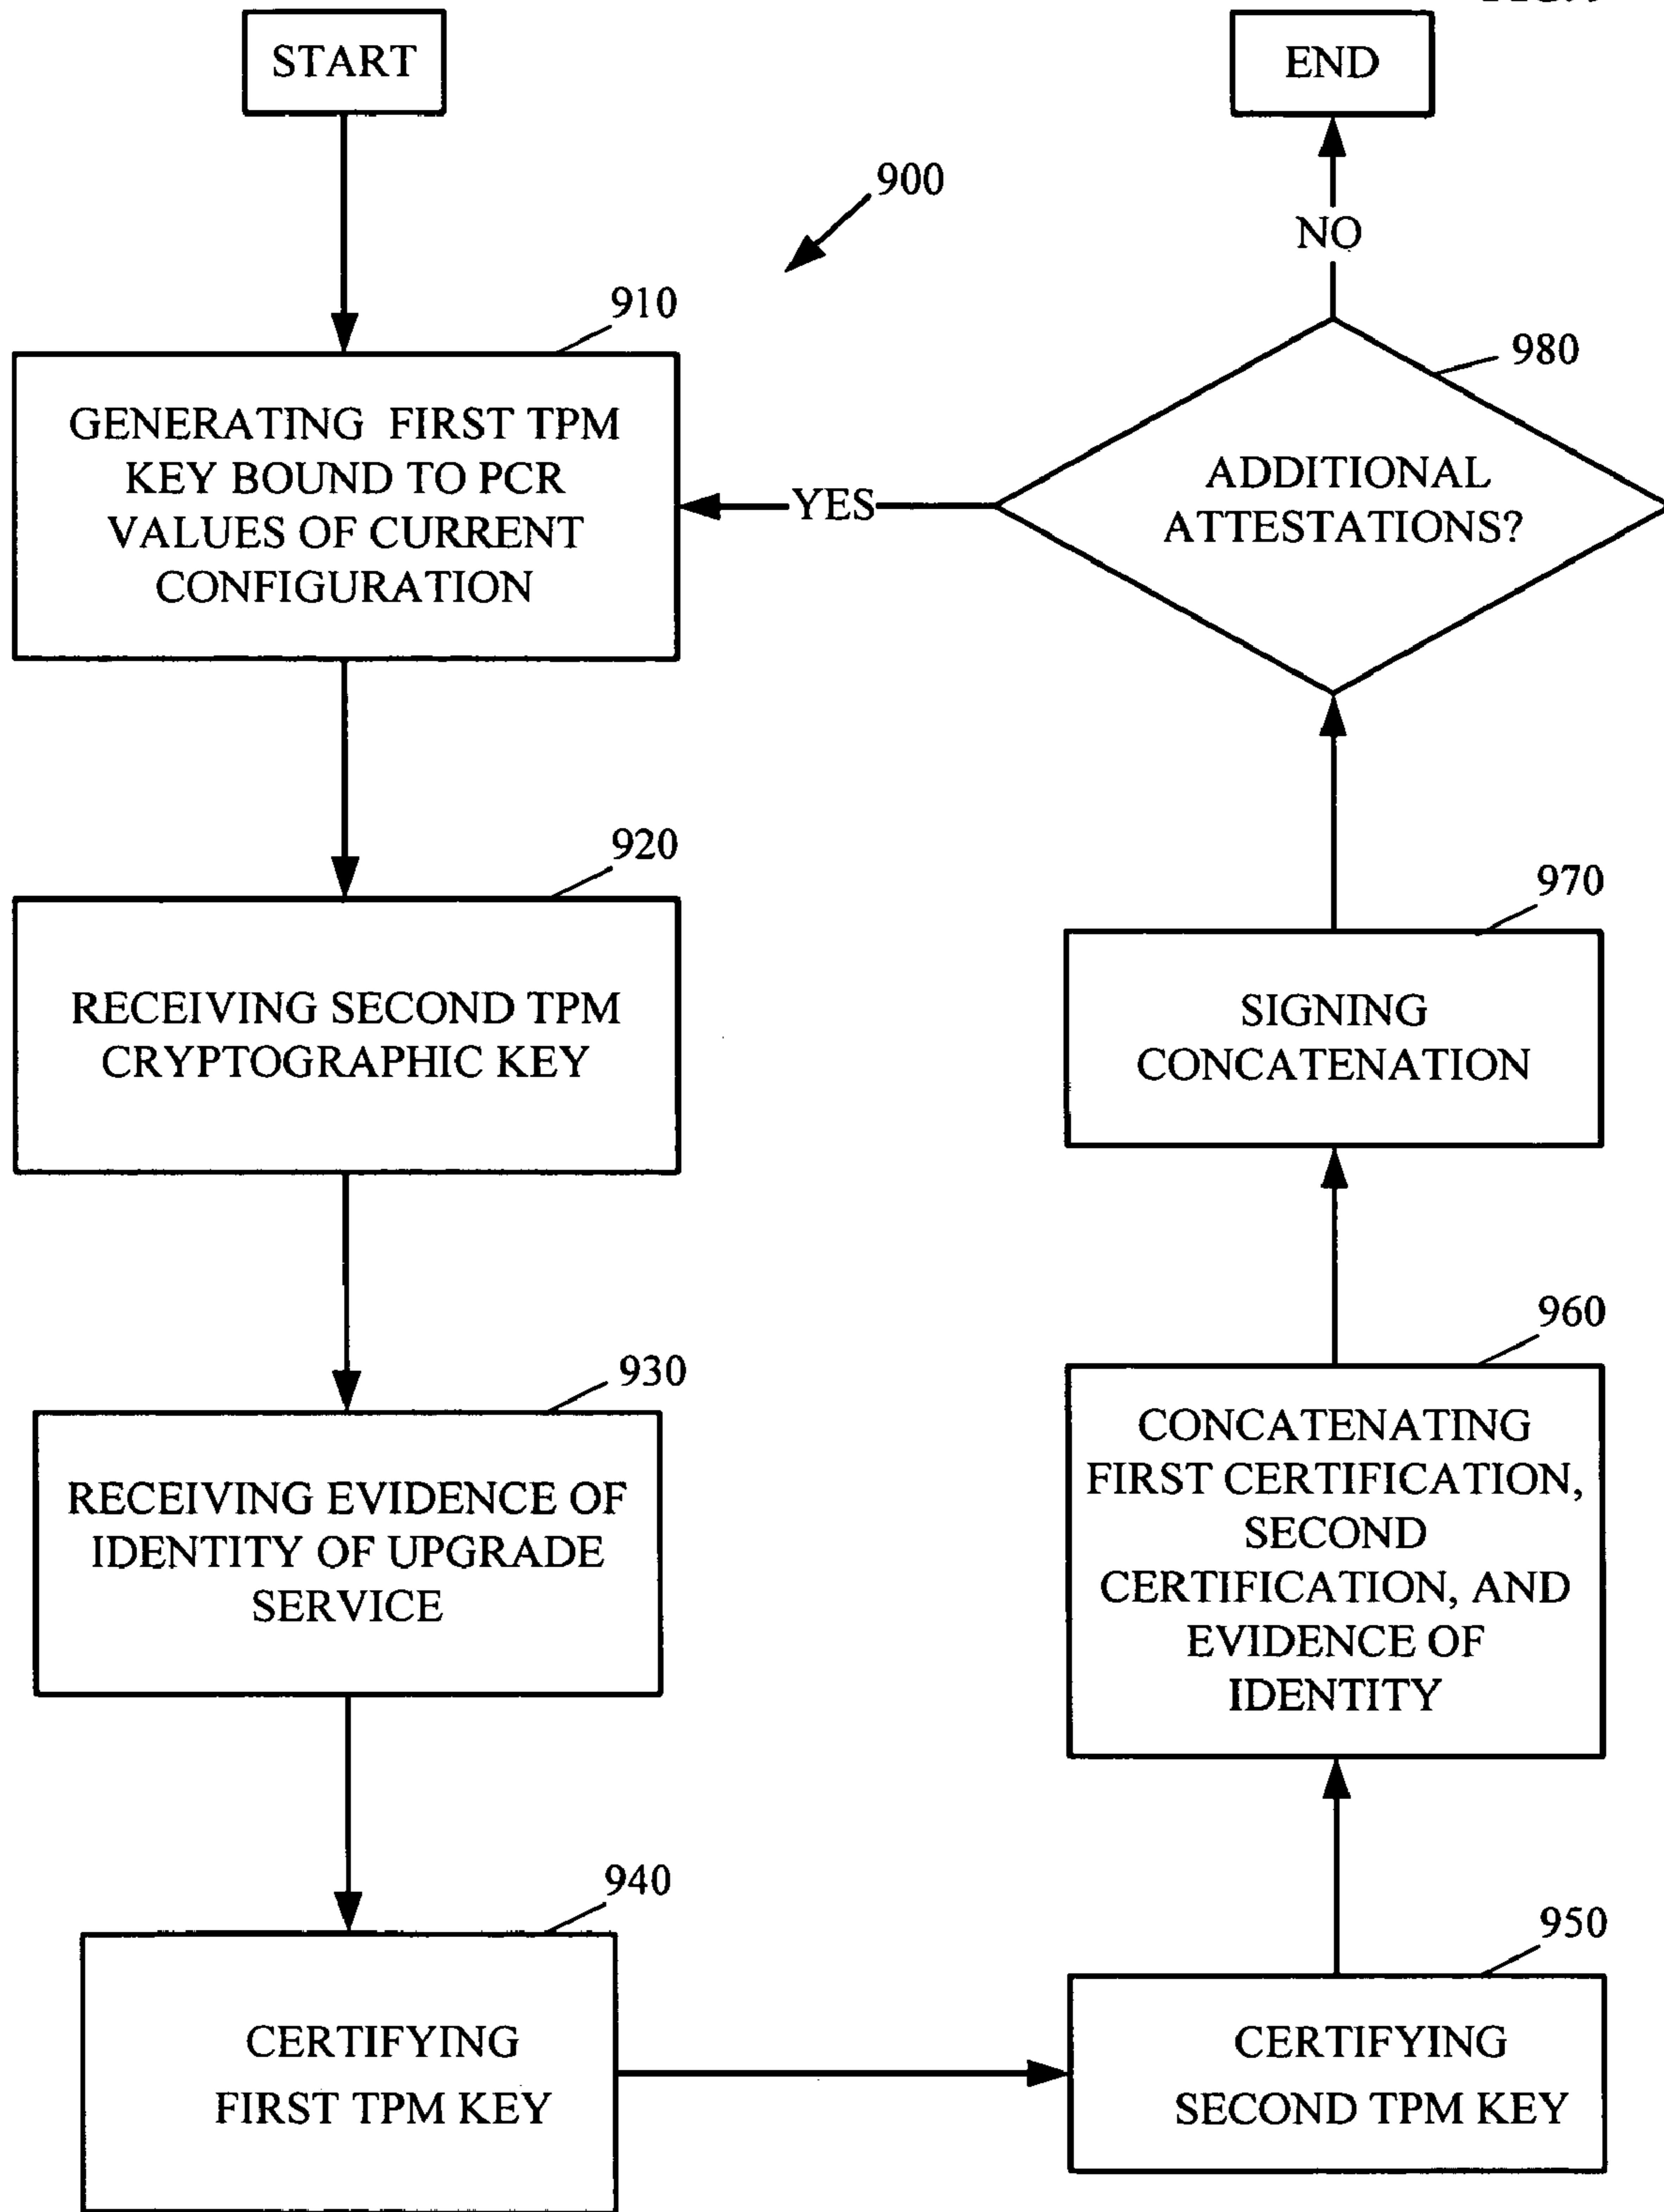 START
END
900
NO
910
980
GENERATING FIRST TPM
KEY BOUND TO PCR
VALUES OF CURRENT
CONFIGURATION
YES
ADDITIONAL
ATTESTATIONS?
920
970
RECEIVING SECOND TPM
CRYPTOGRAPHIC KEY
SIGNING
CONCATENATION
930
960
RECEIVING EVIDENCE OF
IDENTITY OF UPGRADE
SERVICE
CONCATENATING
FIRST CERTIFICATION,
SECOND
CERTIFICATION, AND
EVIDENCE OF
IDENTITY
940
950
CERTIFYING
FIRST TPM KEY
CERTIFYING
SECOND TPM KEY